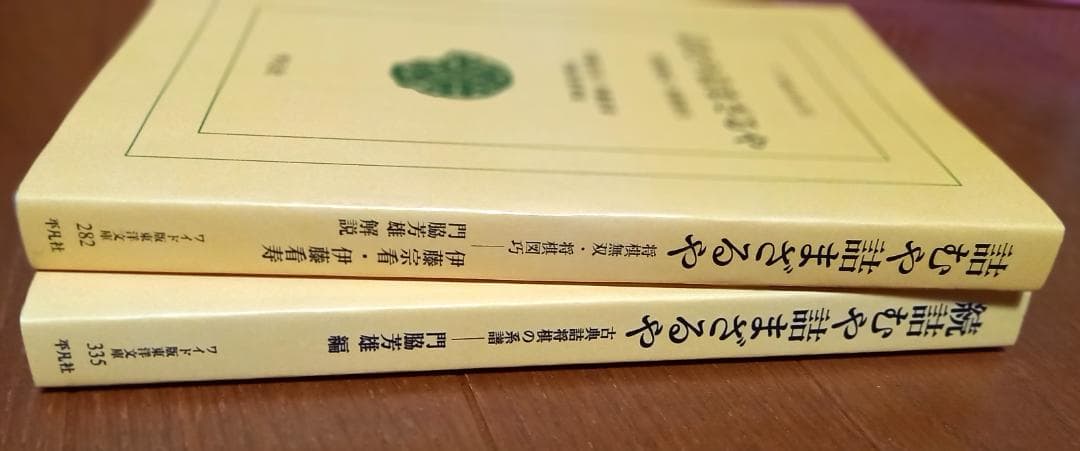 詰むや詰まざるや
将棋無双・将棋図巧
伊藤宗看・伊藤看寿
門脇芳雄解説
ワイド版東洋文庫
282
平凡社
続詰むや詰まざるや
古典詰将棋の系譜
門脇芳雄編
ワイド版東洋文庫
335
平凡社